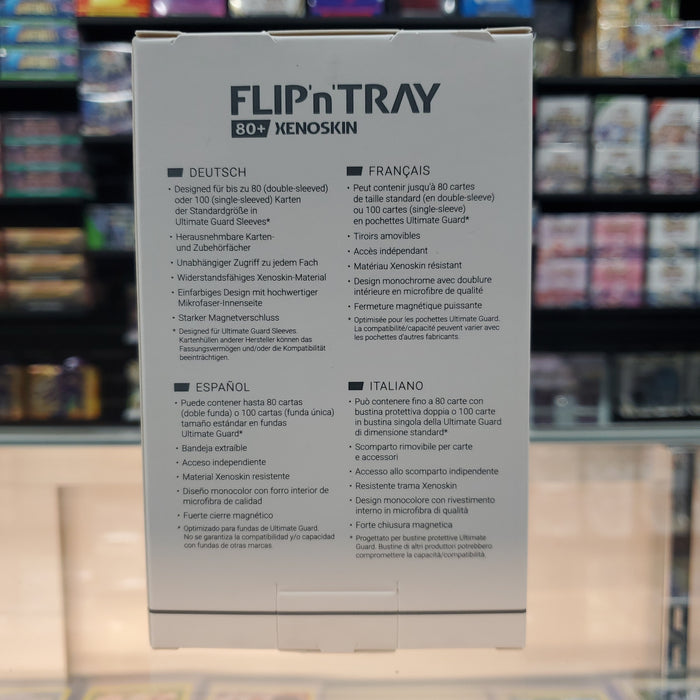 FLIP'n'TRAY
80+ XENOSKIN
DEUTSCH
• Designed für bis zu 80 (double-sleeved)
oder 100 (single-sleeved) Karten
der Standardgröße in
Ultimate Guard Sleeves*
• Herausnehmbare Karten-
und Zubehörfächer
• Unabhängiger Zugriff zu jedem Fach
• Widerstandsfähiges Xenoskin-Material
• Einfarbiges Design mit hochwertiger
Mikrofaser-Innenseite
• Starker Magnetverschluss
* Designed für Ultimate Guard Sleeves.
Kartenhüllen anderer Hersteller können das
Fassungsvermögen und/oder die Kompatibilität
beeinträchtigen.
FRANÇAIS
• Peut contenir jusqu'à 80 cartes
de taille standard (en double-sleeve)
ou 100 cartes (single-sleeve)
en pochettes Ultimate Guard*
• Tiroirs amovibles
• Accès indépendant
• Matériau Xenoskin résistant
• Design monochrome avec doublure
intérieure en microfibre de qualité
• Fermeture magnétique puissante
* Optimisée pour les pochettes Ultimate Guard.
La compatibilité/capacité peuvent varier avec
les pochettes d'autres fabricants.
ESPAÑOL
• Puede contener hasta 80 cartas
(doble funda) o 100 cartas (funda única)
tamaño estándar en fundas
Ultimate Guard*
• Bandeja extraíble
• Acceso independiente
• Material Xenoskin resistente
• Diseño monocolor con forro interior de
microfibra de calidad
• Fuerte cierre magnético
* Optimizado para fundas de Ultimate Guard.
No se garantiza la compatibilidad y/o capacidad
con fundas de otras marcas.
ITALIANO
• Può contenere fino a 80 carte con
bustina protettiva doppia o 100 carte
in bustina singola della Ultimate Guard
di dimensione standard*
• Scomparto rimovibile per carte
e accessori
• Accesso allo scomparto indipendente
• Resistente trama Xenoskin
• Design monocolore con rivestimento
interno in microfibra di qualità
• Forte chiusura magnetica
* Progettato per bustine protettive Ultimate
Guard. Bustine di altri produttori potrebbero
compromettere la capacità/compatibilità.